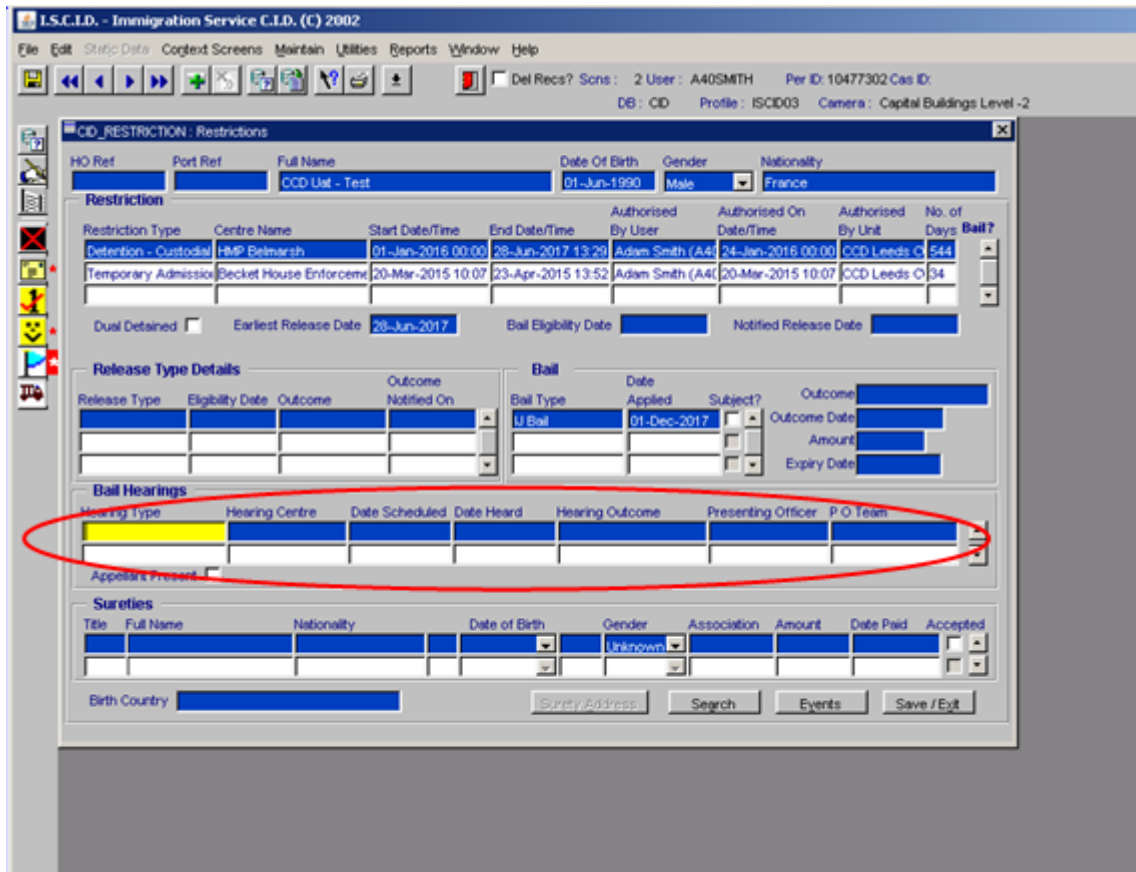 I.S.C.I.D. - Immigration Service C.I.D. (C) 2002
File Edit Static Data Context Screens Maintain Utilities Reports Window Help
Del Recs? Scns : 2 User : A40SMITH Per ID: 10477302 Cas ID:
DB : CID Profile : ISCID03 Camera : Capital Buildings Level -2
CID_RESTRICTION : Restrictions
HO Ref Port Ref Full Name Date Of Birth Gender Nationality
CCD Uat - Test 01-Jun-1990 Male France
Restriction
Authorised Authorised On Authorised No. of
Restriction Type Centre Name Start Date/Time End Date/Time By User Date/Time By Unit Days Bail?
Detention - Custodial HMP Belmarsh 01-Jan-2016 00:00 28-Jun-2017 13:29 Adam Smith (A40 24-Jan-2016 00:00 CCD Leeds C 544
Temporary Admission Becket House Enforceme 20-Mar-2015 10:07 23-Apr-2015 13:52 Adam Smith (A40 20-Mar-2015 10:07 CCD Leeds C 34
Dual Detained Earliest Release Date 28-Jun-2017 Bail Eligibility Date Notified Release Date
Release Type Details Bail
Outcome Date
Release Type Eligibility Date Outcome Notified On Bail Type Applied Subject? Outcome
IJ Bail 01-Dec-2017 Outcome Date
Amount
Expiry Date
Bail Hearings
Hearing Type Hearing Centre Date Scheduled Date Heard Hearing Outcome Presenting Officer P O Team
Appellant Present
Sureties
Title Full Name Nationality Date of Birth Gender Association Amount Date Paid Accepted
Unknown
Birth Country Surety Address Search Events Save / Exit